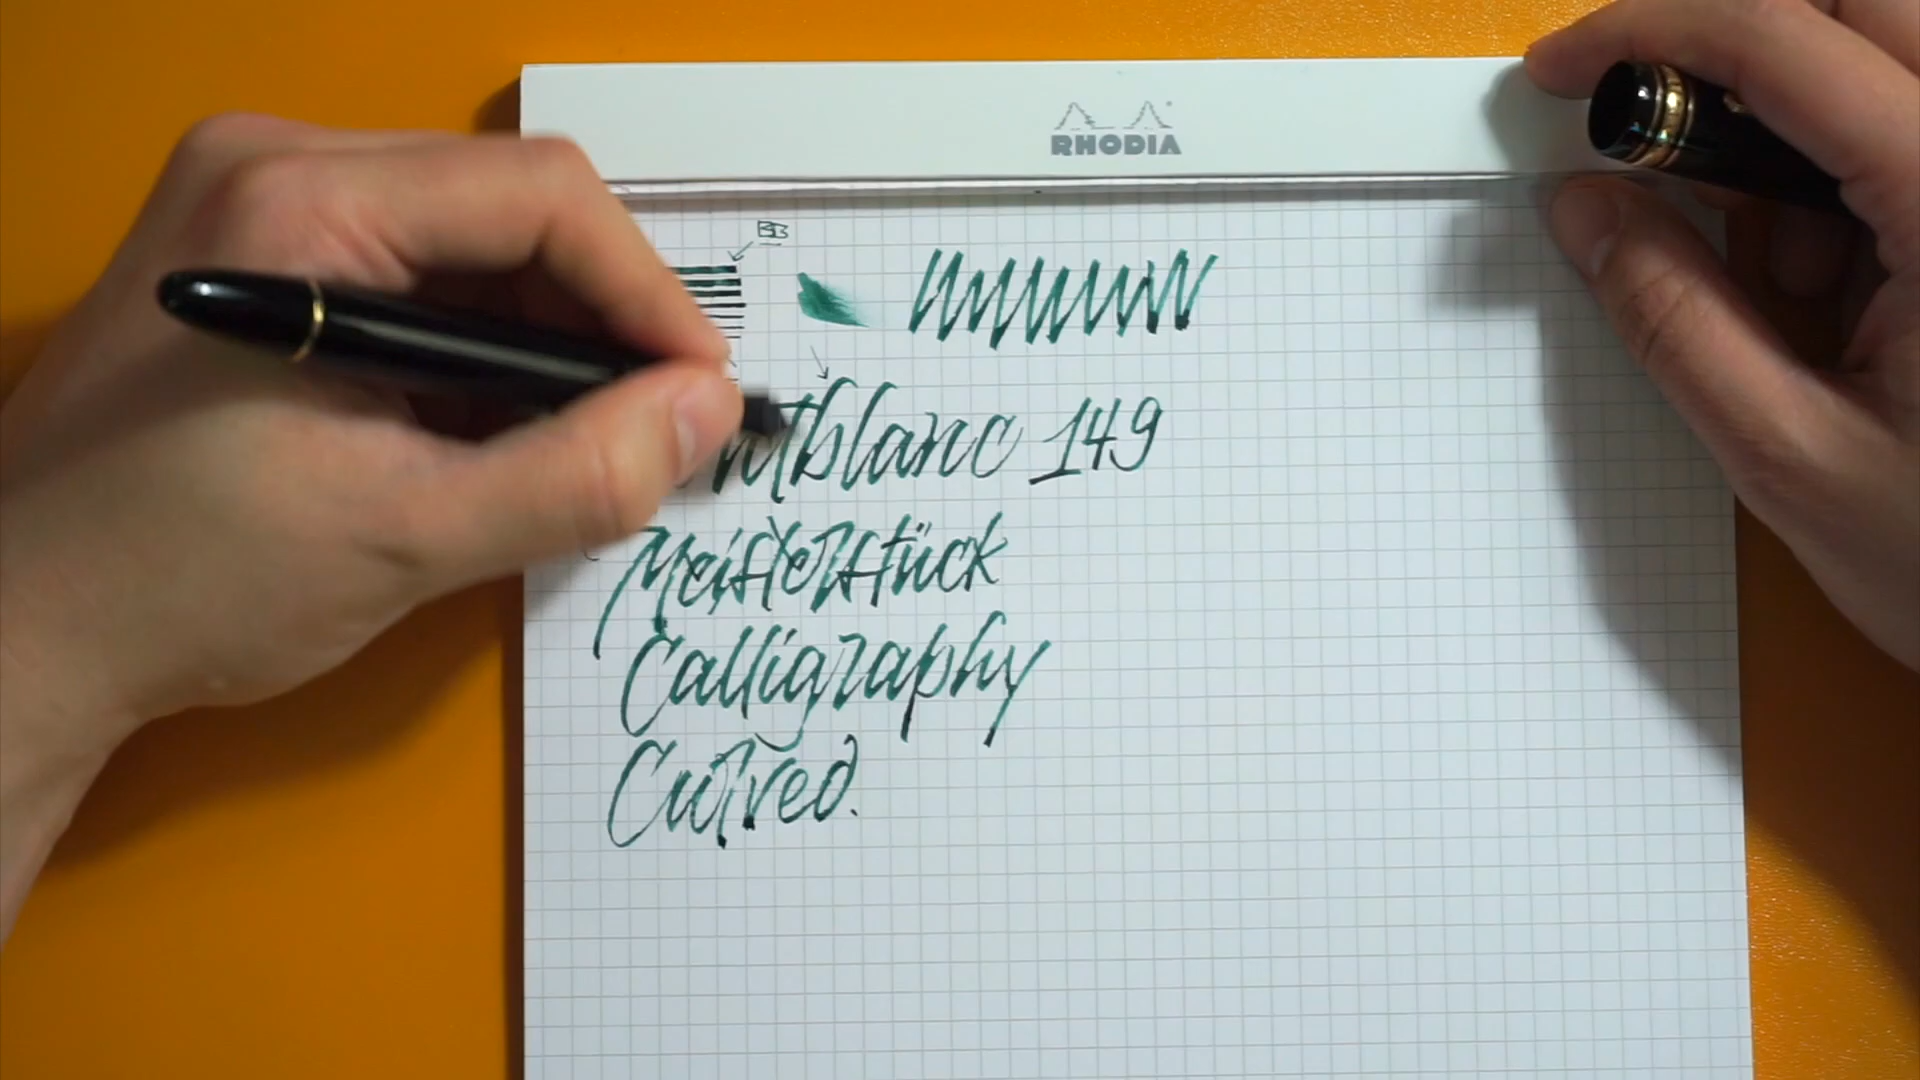 RHODIA
BB
ntblanc 149
Meisterstück
Calligraphy
Curved.